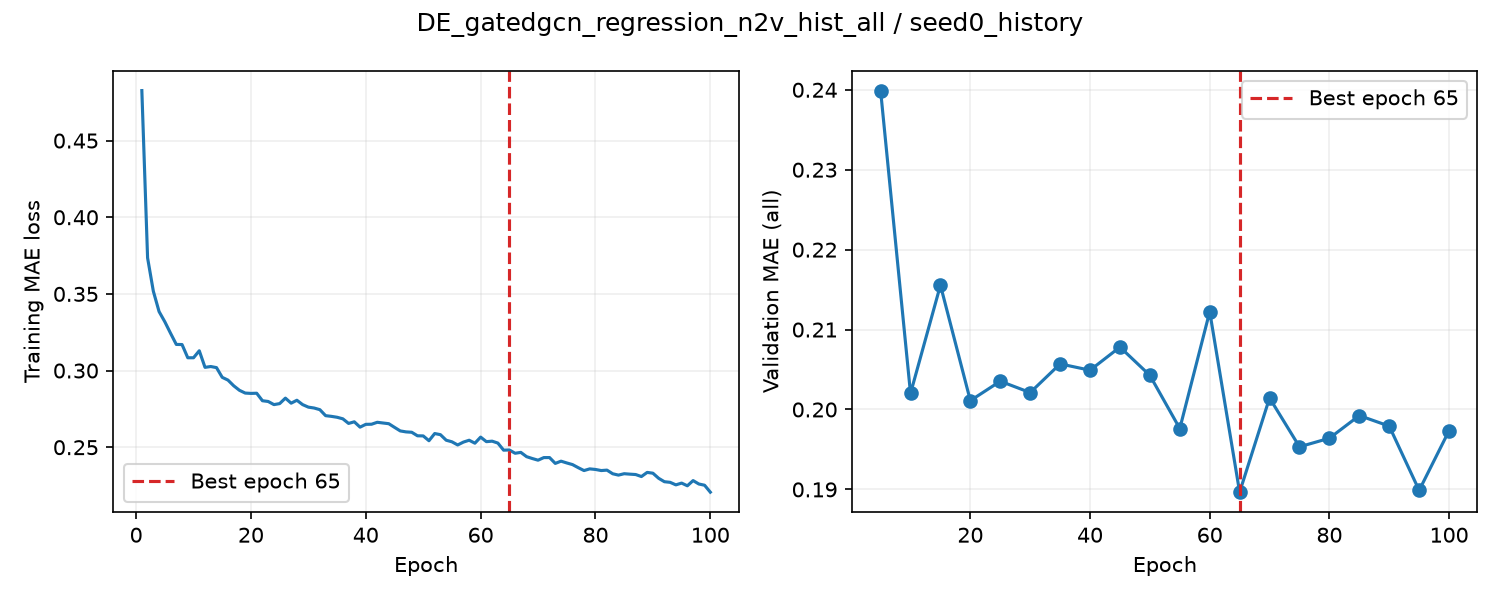 DE_gatedgcn_regression_n2v_hist_all / seed0_history
Training MAE loss
0.45
0.40
0.35
0.30
0.25
Best epoch 65
0 20 40 60 80 100
Epoch
Validation MAE (all)
0.24
0.23
0.22
0.21
0.20
0.19
Best epoch 65
20 40 60 80 100
Epoch